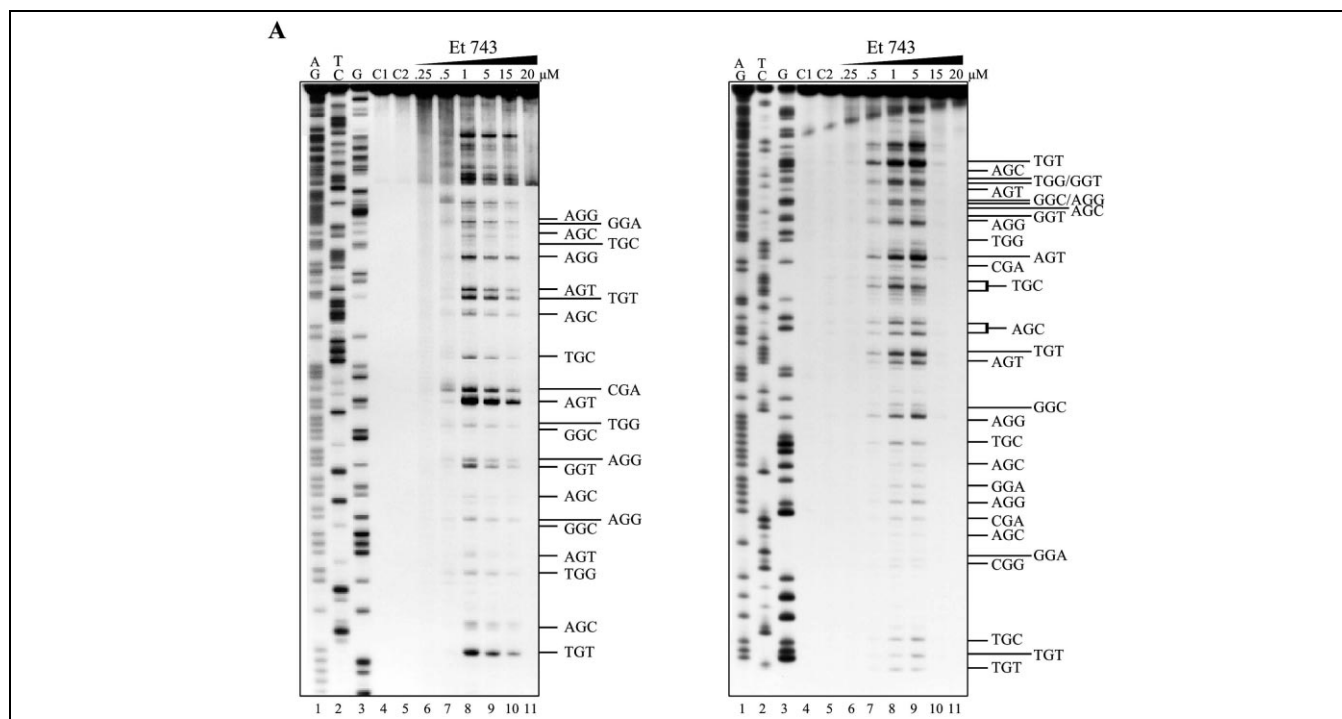 A
Et 743
A T
G C G C1 C2 .25 .5 1 5 15 20 µM
AGG
GGA
AGC
TGC
AGG
AGT
TGT
AGC
TGC
CGA
AGT
TGG
GGC
AGG
GGT
AGC
AGG
GGC
AGT
TGG
AGC
TGT
1 2 3 4 5 6 7 8 9 10 11
Et 743
A T
G C G C1 C2 .25 .5 1 5 15 20 µM
TGT
AGC
TGG/GGT
AGT
GGC/AGG
AGC
GGT
AGG
TGG
AGT
CGA
TGC
AGC
TGT
AGT
GGC
AGG
TGC
AGC
GGA
AGG
CGA
AGC
GGA
CGG
TGC
TGT
TGT
1 2 3 4 5 6 7 8 9 10 11